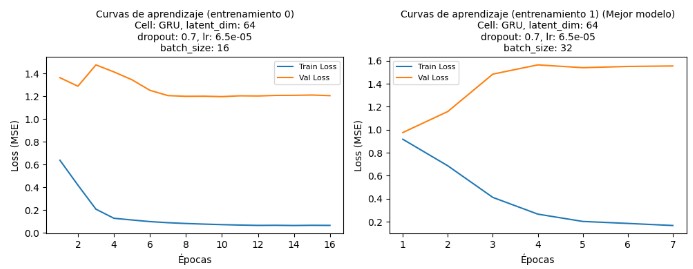 Curvas de aprendizaje (entrenamiento 0)
Cell: GRU, latent_dim: 64
dropout: 0.7, lr: 6.5e-05
batch_size: 16
Train Loss
Val Loss
Loss (MSE)
1.4
1.2
1.0
0.8
0.6
0.4
0.2
0.0
2 4 6 8 10 12 14 16
Épocas
Curvas de aprendizaje (entrenamiento 1) (Mejor modelo)
Cell: GRU, latent_dim: 64
dropout: 0.7, lr: 6.5e-05
batch_size: 32
Train Loss
Val Loss
Loss (MSE)
1.6
1.4
1.2
1.0
0.8
0.6
0.4
0.2
1 2 3 4 5 6 7
Épocas